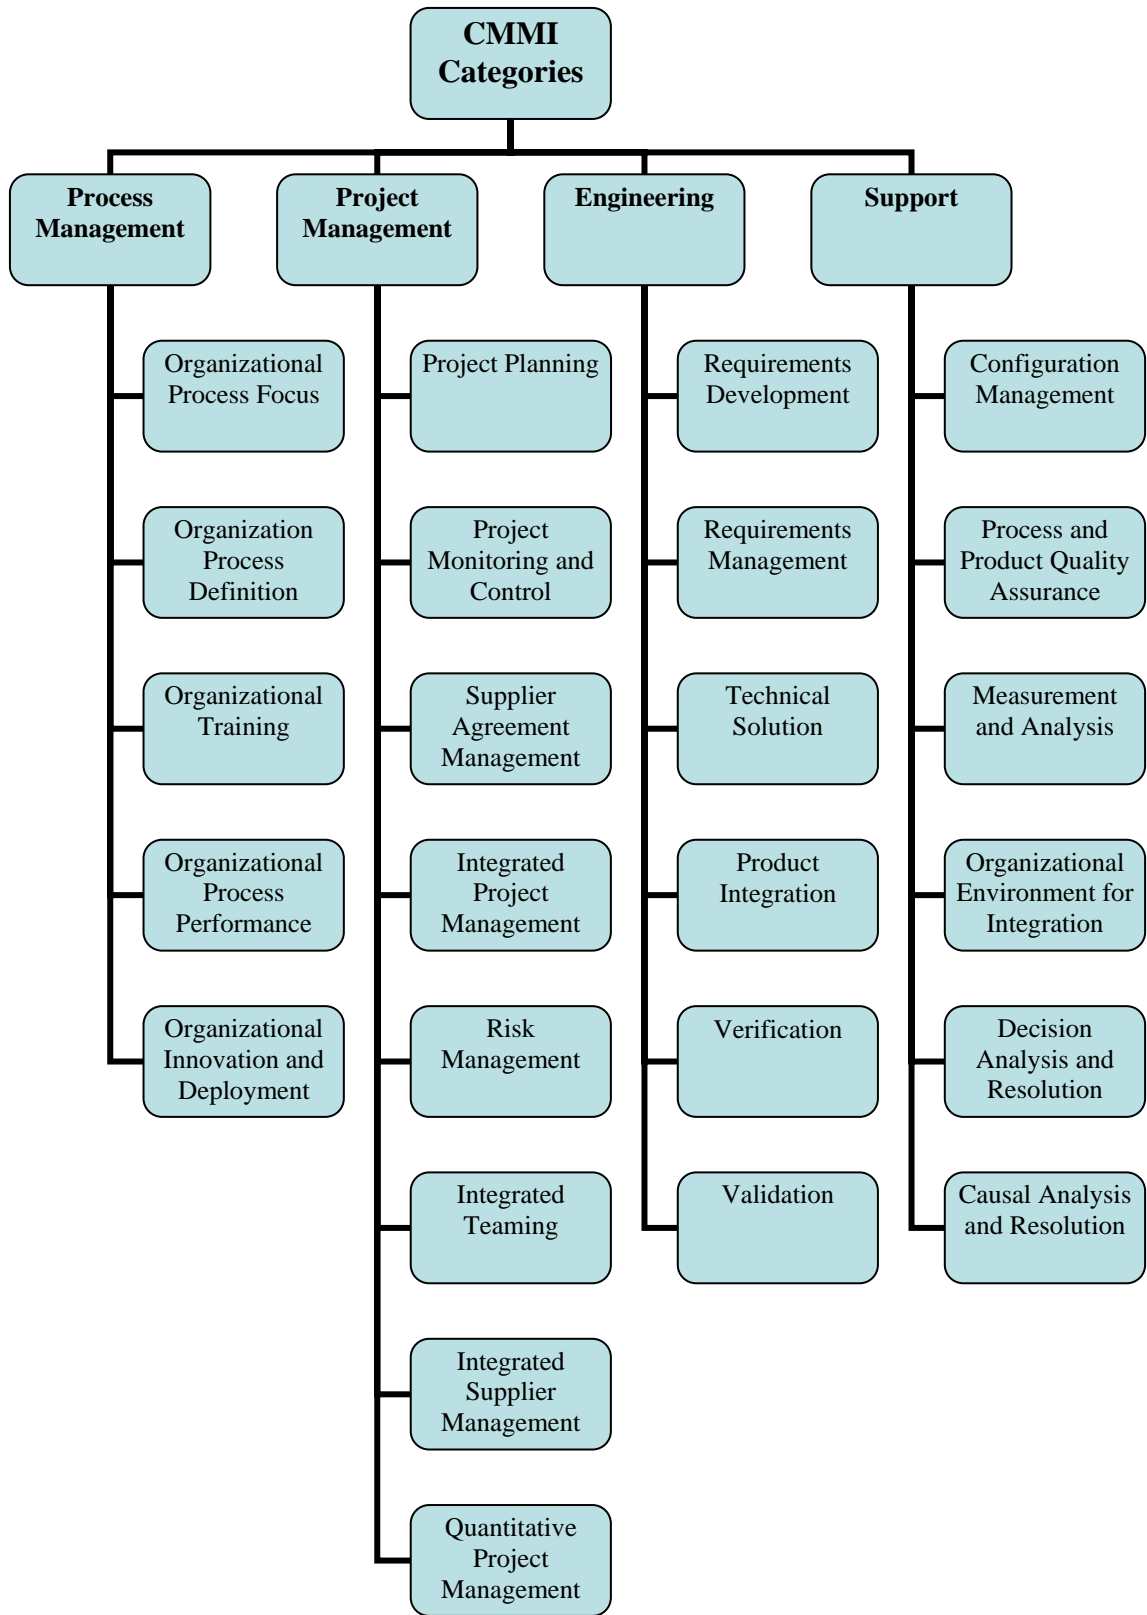 CMMI
Categories
Process
Management
Project
Management
Engineering
Support
Organizational
Process Focus
Project Planning
Requirements
Development
Configuration
Management
Organization
Process
Definition
Project
Monitoring and
Control
Requirements
Management
Process and
Product Quality
Assurance
Organizational
Training
Supplier
Agreement
Management
Technical
Solution
Measurement
and Analysis
Organizational
Process
Performance
Integrated
Project
Management
Product
Integration
Organizational
Environment for
Integration
Organizational
Innovation and
Deployment
Risk
Management
Verification
Decision
Analysis and
Resolution
Integrated
Teaming
Validation
Causal Analysis
and Resolution
Integrated
Supplier
Management
Quantitative
Project
Management